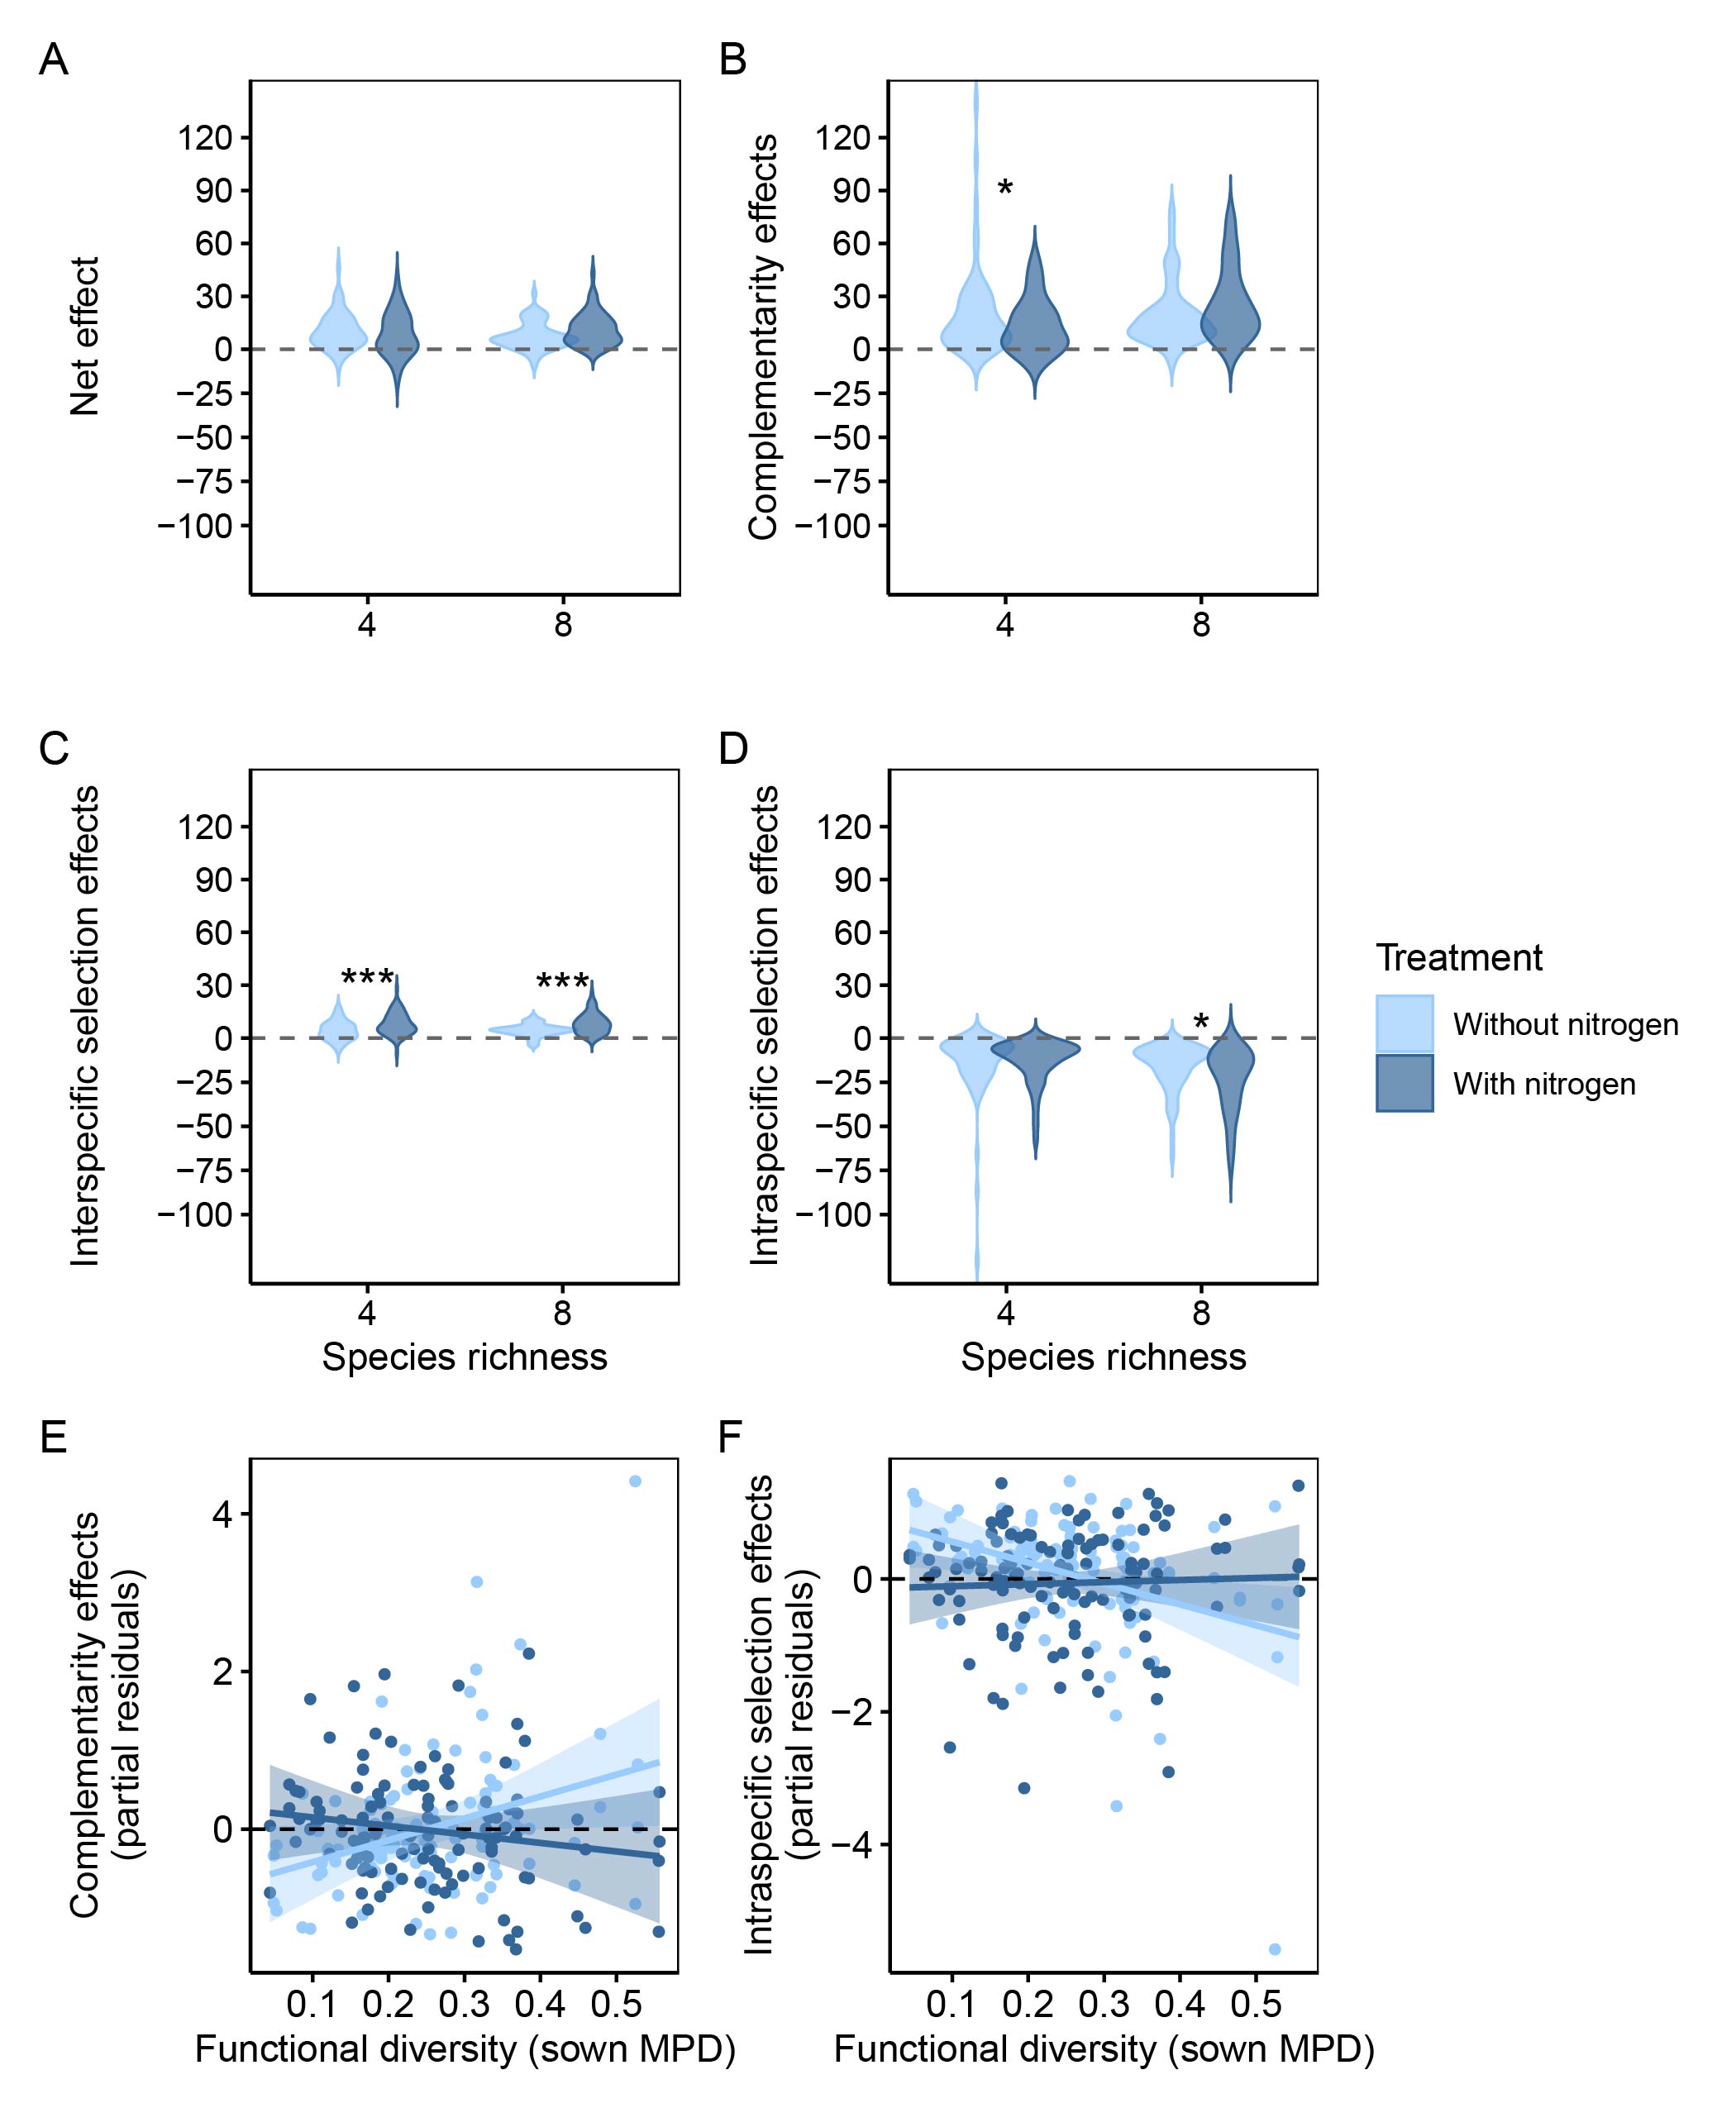 A
Net effect
120
90
60
30
0
−25
−50
−75
−100
4
8
B
Complementarity effects
120
90
60
30
0
−25
−50
−75
−100
*
4
8
C
Interspecific selection effects
120
90
60
30
0
−25
−50
−75
−100
***
***
4
8
Species richness
D
Intraspecific selection effects
120
90
60
30
0
−25
−50
−75
−100
*
4
8
Species richness
Treatment
Without nitrogen
With nitrogen
E
Complementarity effects
(partial residuals)
4
2
0
0.1 0.2 0.3 0.4 0.5
Functional diversity (sown MPD)
F
Intraspecific selection effects
(partial residuals)
0
−2
−4
0.1 0.2 0.3 0.4 0.5
Functional diversity (sown MPD)